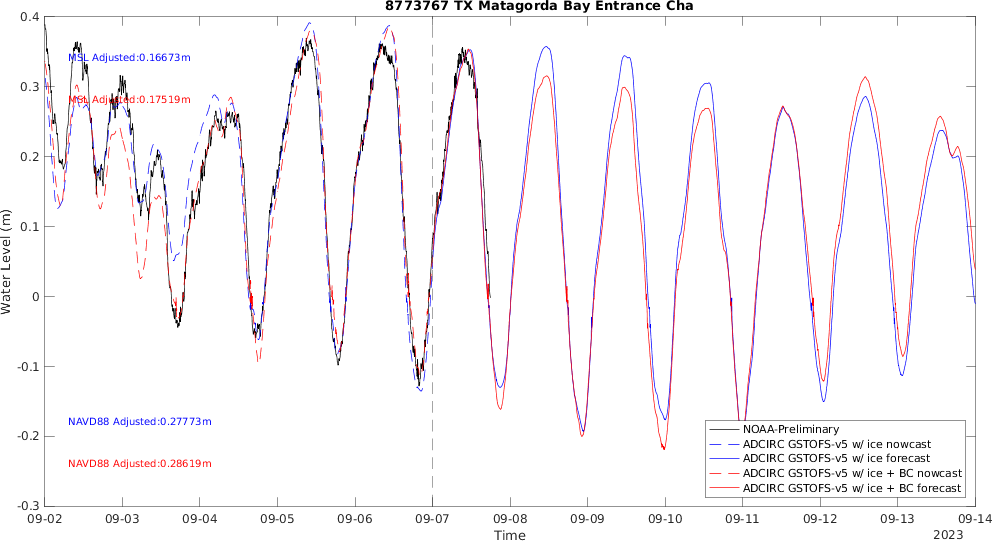 8773767 TX Matagorda Bay Entrance Cha
Water Level (m)
0.4
0.3
0.2
0.1
0
-0.1
-0.2
-0.3
MSL Adjusted:0.16673m
MSL Adjusted:0.17519m
NAVD88 Adjusted:0.27773m
NAVD88 Adjusted:0.28619m
NOAA-Preliminary
ADCIRC GSTOFS-v5 w/ ice nowcast
ADCIRC GSTOFS-v5 w/ ice forecast
ADCIRC GSTOFS-v5 w/ ice + BC nowcast
ADCIRC GSTOFS-v5 w/ ice + BC forecast
09-02 09-03 09-04 09-05 09-06 09-07 09-08 09-09 09-10 09-11 09-12 09-13 09-14
Time
2023